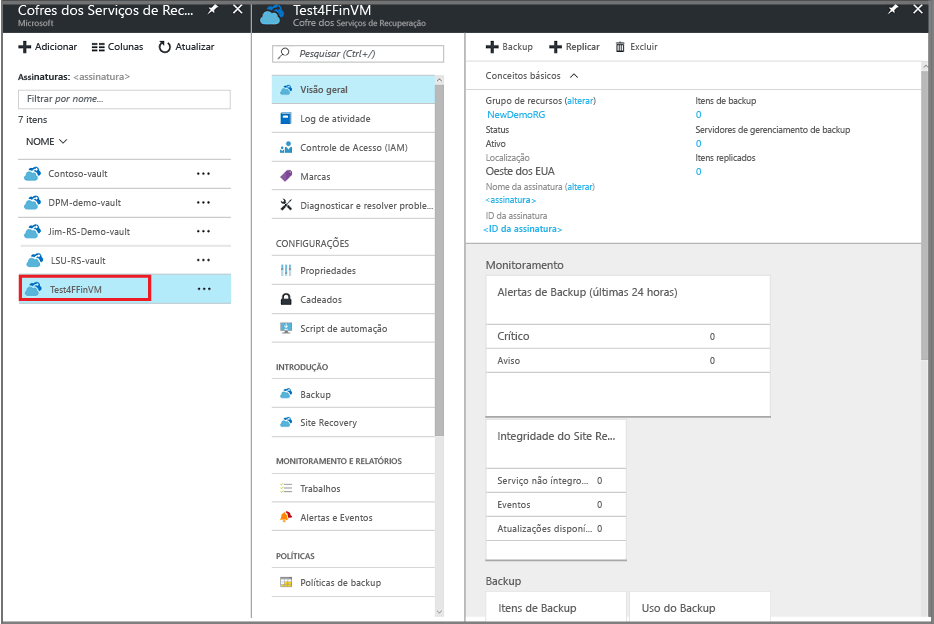 Cofres dos Serviços de Rec...
Microsoft
Adicionar
Colunas
Atualizar
Assinaturas: <assinatura>
Filtrar por nome...
7 itens
NOME
Contoso-vault
DPM-demo-vault
Jim-RS-Demo-vault
LSU-RS-vault
Test4FFinVM
Test4FFinVM
Cofre dos Serviços de Recuperação
Pesquisar (Ctrl+/)
Visão geral
Log de atividade
Controle de Acesso (IAM)
Marcas
Diagnosticar e resolver proble...
CONFIGURAÇÕES
Propriedades
Cadeados
Script de automação
INTRODUÇÃO
Backup
Site Recovery
MONITORAMENTO E RELATÓRIOS
Trabalhos
Alertas e Eventos
POLÍTICAS
Políticas de backup
Backup
Replicar
Excluir
Conceitos básicos
Grupo de recursos (alterar)
NewDemoRG
Status
Ativo
Localização
Oeste dos EUA
Nome da assinatura (alterar)
<assinatura>
ID da assinatura
<ID da assinatura>
Itens de backup
0
Servidores de gerenciamento de backup
0
Itens replicados
0
Monitoramento
Alertas de Backup (últimas 24 horas)
Crítico 0
Aviso 0
Integridade do Site Re...
Serviço não íntegro... 0
Eventos 0
Atualizações disponí... 0
Backup
Itens de Backup
Uso do Backup